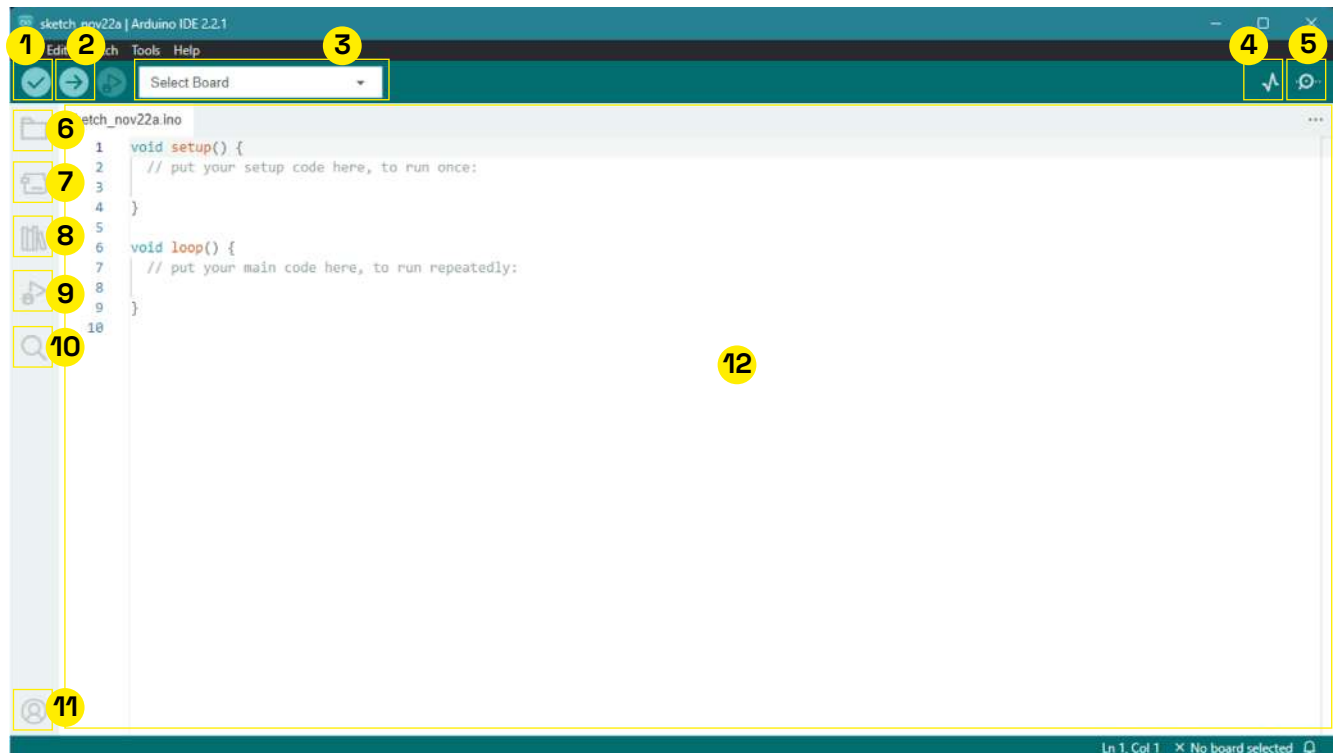 sketch_nov22a | Arduino IDE 2.2.1
1 2 3 4 5
Edit ch Tools Help
Select Board
6 etch_nov22a.ino
1 void setup() {
2 // put your setup code here, to run once:
7
3
4 }
8
5
6 void loop() {
7 // put your main code here, to run repeatedly:
9
8
9 }
10
10
12
11
Ln 1, Col 1 × No board selected